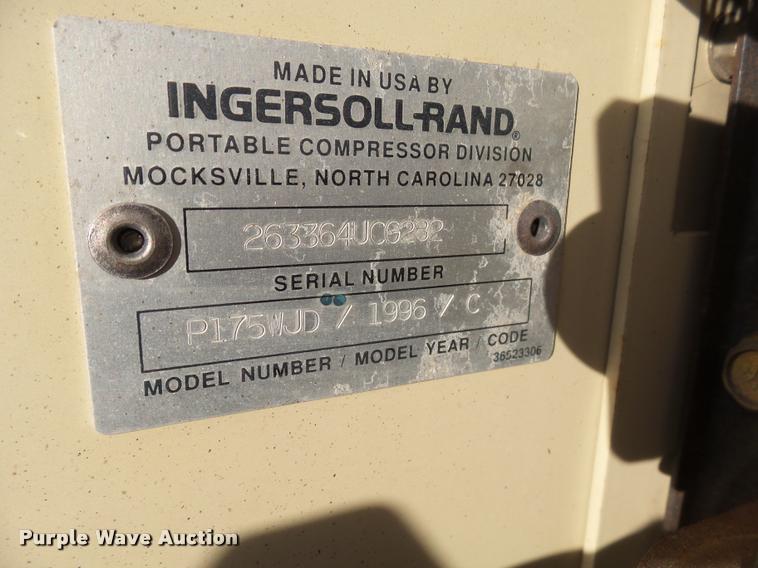 MADE IN USA BY
INGERSOLL-RAND®
PORTABLE COMPRESSOR DIVISION
MOCKSVILLE, NORTH CAROLINA 27028
263364UCG282
SERIAL NUMBER
P175WJD / 1996 / C
MODEL NUMBER / MODEL YEAR / CODE
36523306
Purple Wave Auction